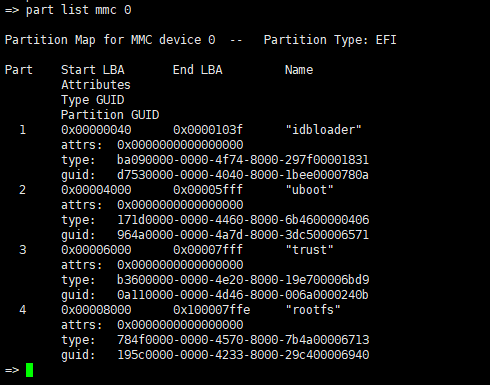 => part list mmc 0
Partition Map for MMC device 0  --   Partition Type: EFI
Part    Start LBA       End LBA         Name
        Attributes
        Type GUID
        Partition GUID
  1     0x00000040      0x0000103f      "idbloader"
        attrs:  0x0000000000000000
        type:   ba090000-0000-4f74-8000-297f00001831
        guid:   d7530000-0000-4040-8000-1bee0000780a
  2     0x00004000      0x00005fff      "uboot"
        attrs:  0x0000000000000000
        type:   171d0000-0000-4460-8000-6b4600000406
        guid:   964a0000-0000-4a7d-8000-3dc500006571
  3     0x00006000      0x00007fff      "trust"
        attrs:  0x0000000000000000
        type:   b3600000-0000-4e20-8000-19e700006bd9
        guid:   0a110000-0000-4d46-8000-006a0000240b
  4     0x00008000      0x100007ffe     "rootfs"
        attrs:  0x0000000000000000
        type:   784f0000-0000-4570-8000-7b4a00006713
        guid:   195c0000-0000-4233-8000-29c400006940
=>